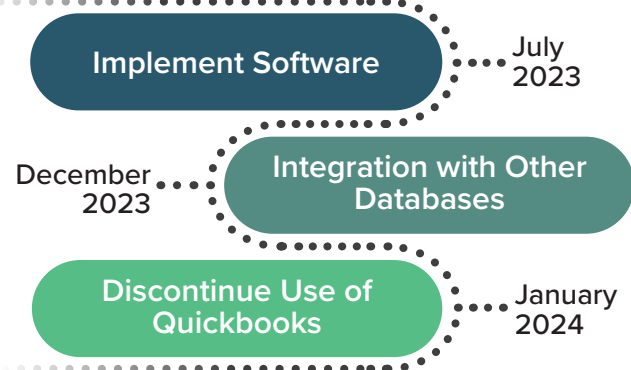 Implement Software
July
2023
December
2023
Integration with Other
Databases
Discontinue Use of
Quickbooks
January
2024